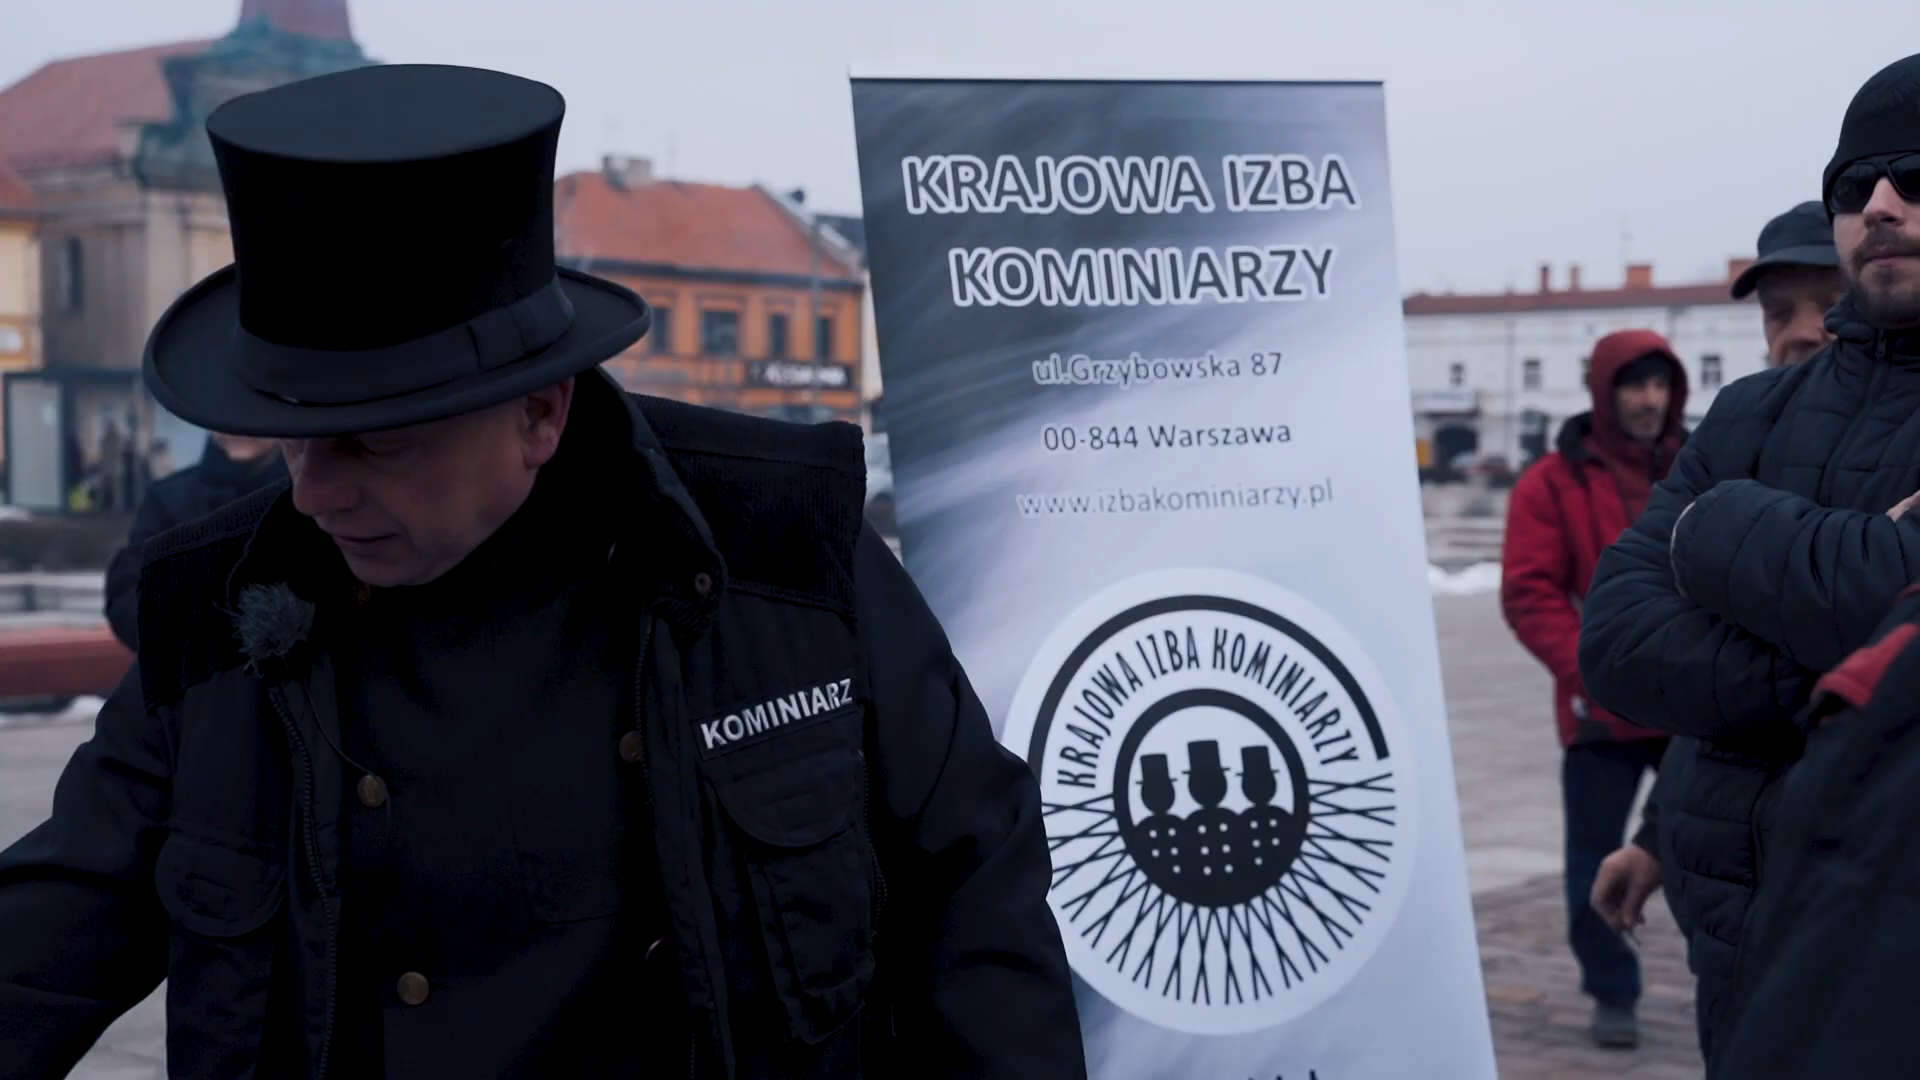 KRAJOWA IZBA
KOMINIARZY
ul.Grzybowska 87
00-844 Warszawa
www.izbakominiarzy.pl
KRAJOWA IZBA KOMINIARZY
KOMINIARZ